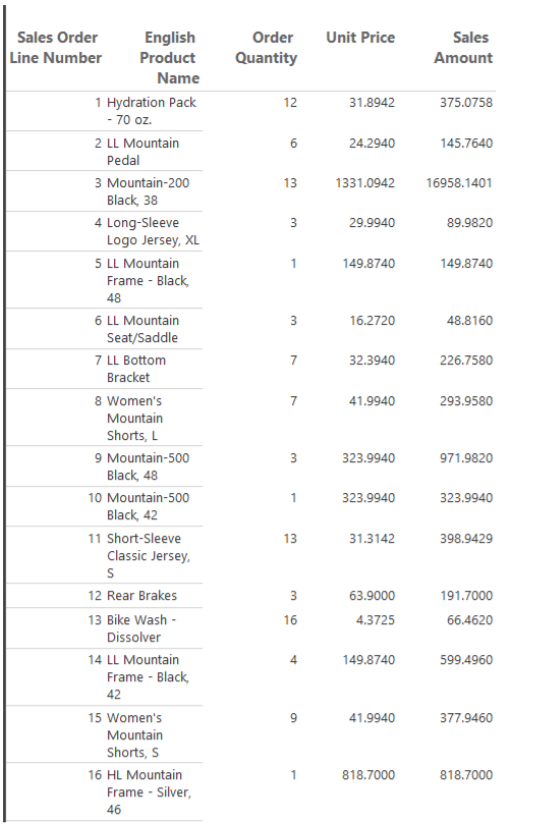 Sales Order Line Number English Product Name Order Quantity Unit Price Sales Amount
1 Hydration Pack - 70 oz. 12 31.8942 375.0758
2 LL Mountain Pedal 6 24.2940 145.7640
3 Mountain-200 Black, 38 13 1331.0942 16958.1401
4 Long-Sleeve Logo Jersey, XL 3 29.9940 89.9820
5 LL Mountain Frame - Black, 48 1 149.8740 149.8740
6 LL Mountain Seat/Saddle 3 16.2720 48.8160
7 LL Bottom Bracket 7 32.3940 226.7580
8 Women's Mountain Shorts, L 7 41.9940 293.9580
9 Mountain-500 Black, 48 3 323.9940 971.9820
10 Mountain-500 Black, 42 1 323.9940 323.9940
11 Short-Sleeve Classic Jersey, S 13 31.3142 398.9429
12 Rear Brakes 3 63.9000 191.7000
13 Bike Wash - Dissolver 16 4.3725 66.4620
14 LL Mountain Frame - Black, 42 4 149.8740 599.4960
15 Women's Mountain Shorts, S 9 41.9940 377.9460
16 HL Mountain Frame - Silver, 46 1 818.7000 818.7000